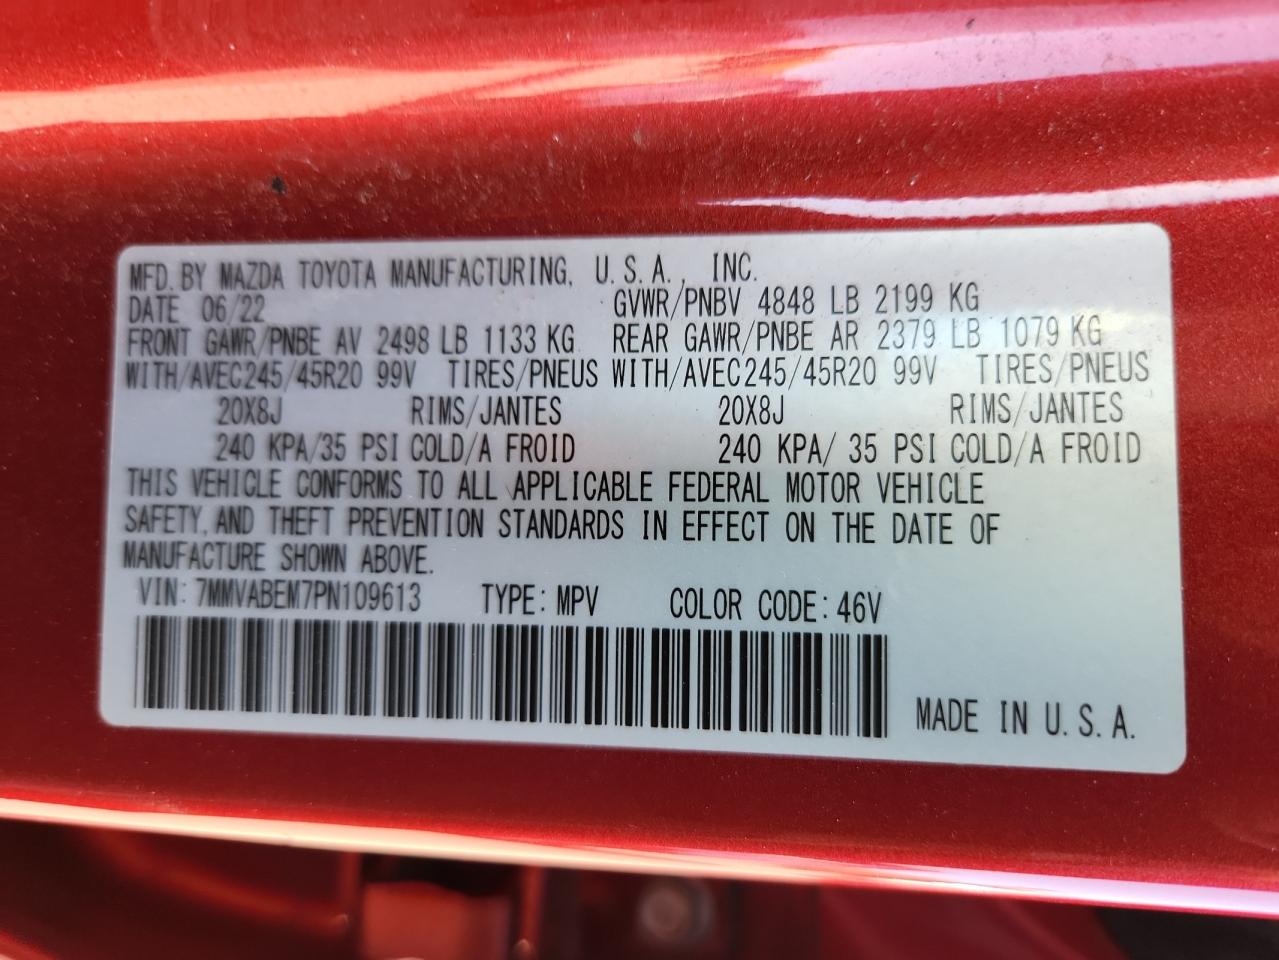 MFD. BY MAZDA TOYOTA MANUFACTURING, U.S.A., INC.
DATE 06/22 GVWR/PNBV 4848 LB 2199 KG
FRONT GAWR/PNBE AV 2498 LB 1133 KG REAR GAWR/PNBE AR 2379 LB 1079 KG
WITH/AVEC245/45R20 99V TIRES/PNEUS WITH/AVEC245/45R20 99V TIRES/PNEUS
20X8J RIMS/JANTES 20X8J RIMS/JANTES
240 KPA/35 PSI COLD/A FROID 240 KPA/ 35 PSI COLD/A FROID
THIS VEHICLE CONFORMS TO ALL APPLICABLE FEDERAL MOTOR VEHICLE
SAFETY, AND THEFT PREVENTION STANDARDS IN EFFECT ON THE DATE OF
MANUFACTURE SHOWN ABOVE.
VIN: 7MMVABEM7PN109613 TYPE: MPV COLOR CODE: 46V
MADE IN U.S.A.